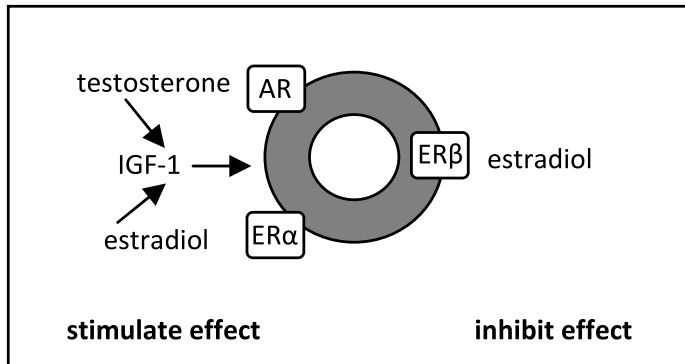 testosterone
AR
IGF-1
ERβ
estradiol
estradiol
ERα
stimulate effect
inhibit effect